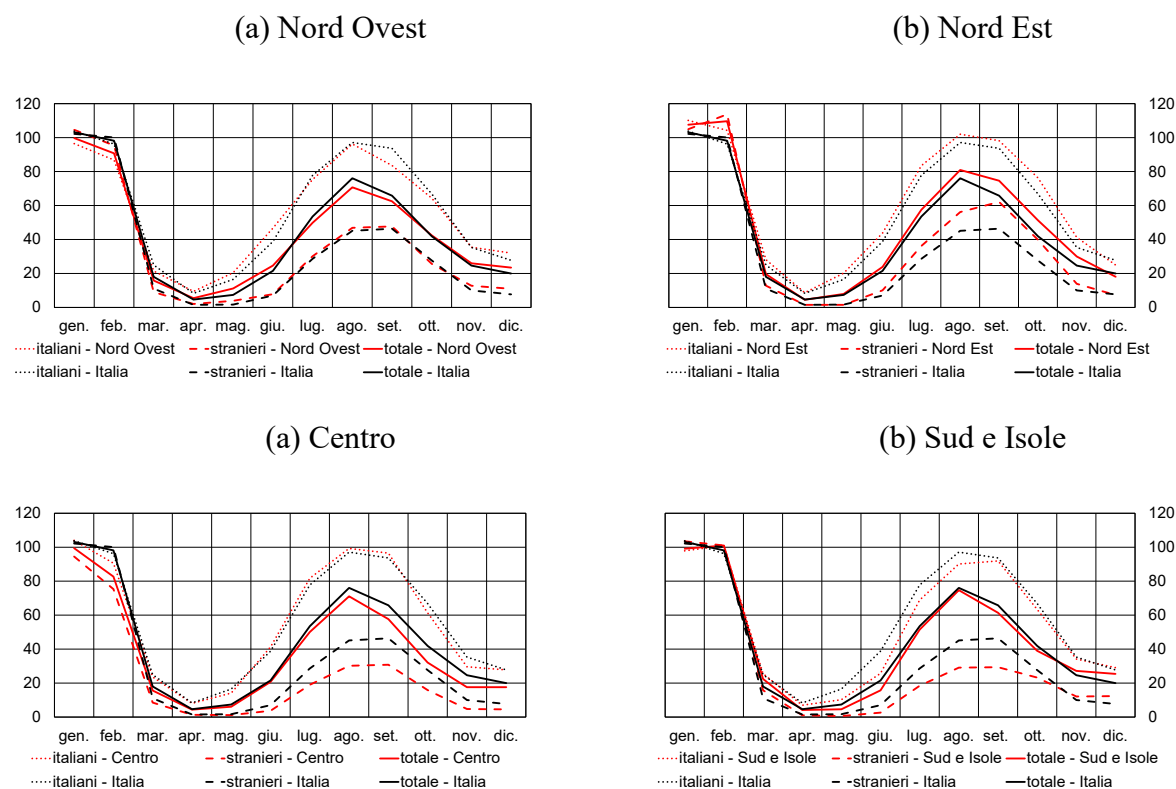 (a) Nord Ovest
120
100
80
60
40
20
0
gen. feb. mar. apr. mag. giu. lug. ago. set. ott. nov. dic.
italiani - Nord Ovest stranieri - Nord Ovest totale - Nord Ovest
italiani - Italia stranieri - Italia totale - Italia
(b) Nord Est
120
100
80
60
40
20
0
gen. feb. mar. apr. mag. giu. lug. ago. set. ott. nov. dic.
italiani - Nord Est stranieri - Nord Est totale - Nord Est
italiani - Italia stranieri - Italia totale - Italia
(a) Centro
120
100
80
60
40
20
0
gen. feb. mar. apr. mag. giu. lug. ago. set. ott. nov. dic.
italiani - Centro stranieri - Centro totale - Centro
italiani - Italia stranieri - Italia totale - Italia
(b) Sud e Isole
120
100
80
60
40
20
0
gen. feb. mar. apr. mag. giu. lug. ago. set. ott. nov. dic.
italiani - Sud e Isole stranieri - Sud e Isole totale - Sud e Isole
italiani - Italia stranieri - Italia totale - Italia